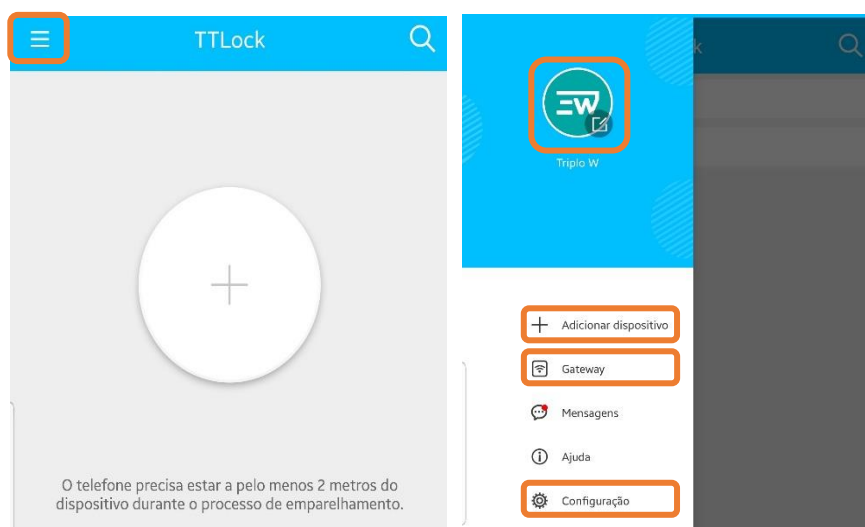 TTLock
O telefone precisa estar a pelo menos 2 metros do
dispositivo durante o processo de emparelhamento.
k
EW
Triplo W
Adicionar dispositivo
Gateway
Mensagens
Ajuda
Configuração